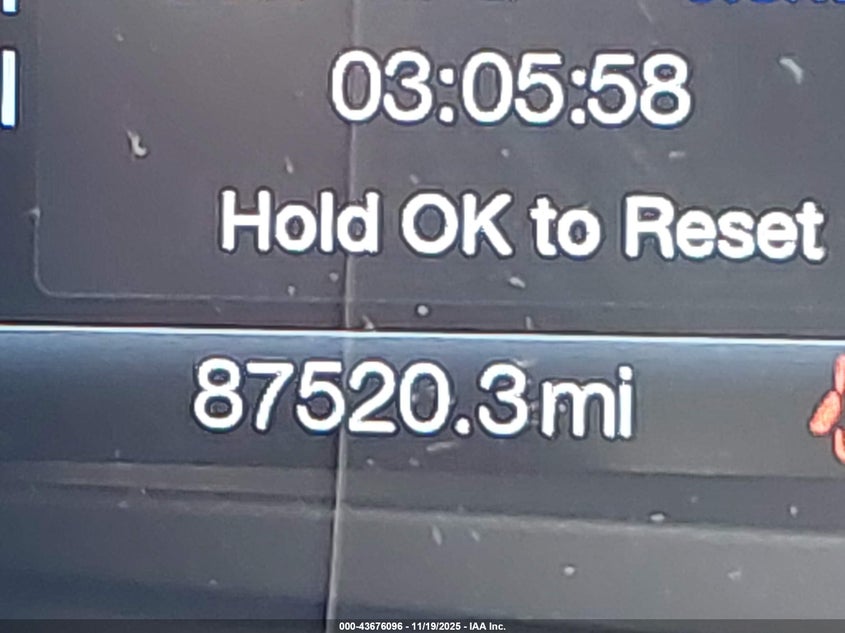 03:05:58
Hold OK to Reset
87520.3mi
000-43676096 - 11/19/2025 - IAA Inc.